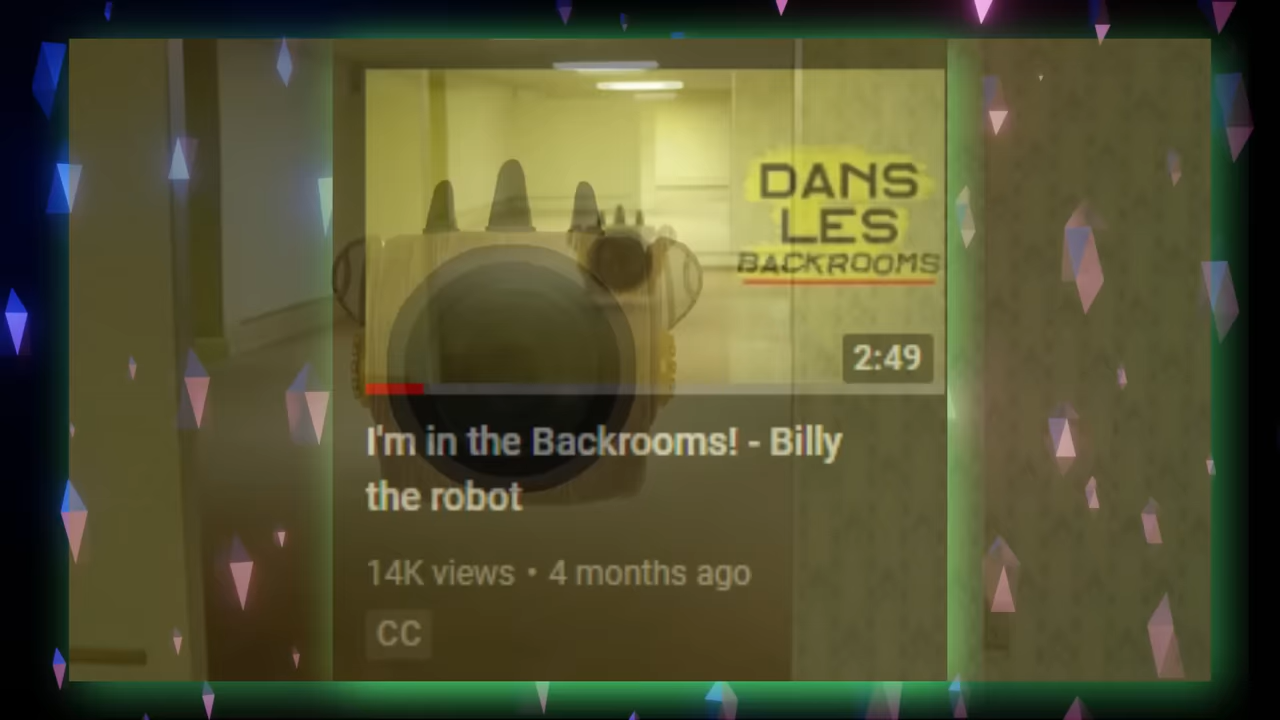 DANS
LES
BACKROOMS
2:49
I'm in the Backrooms! - Billy
the robot
14K views • 4 months ago
CC